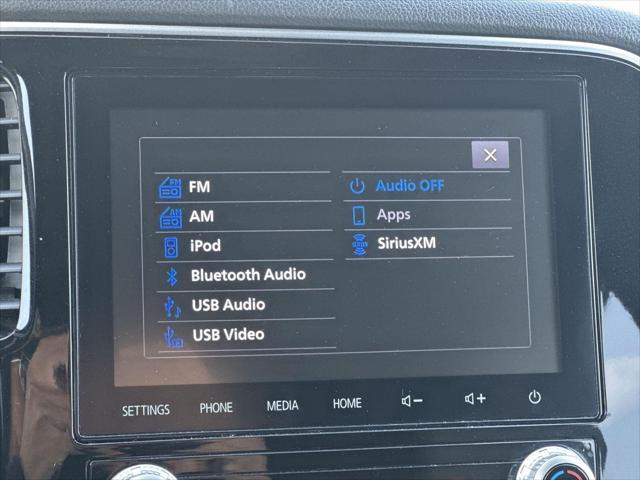 FM
AM
iPod
Bluetooth Audio
USB Audio
USB Video
Audio OFF
Apps
SiriusXM
SETTINGS PHONE MEDIA HOME